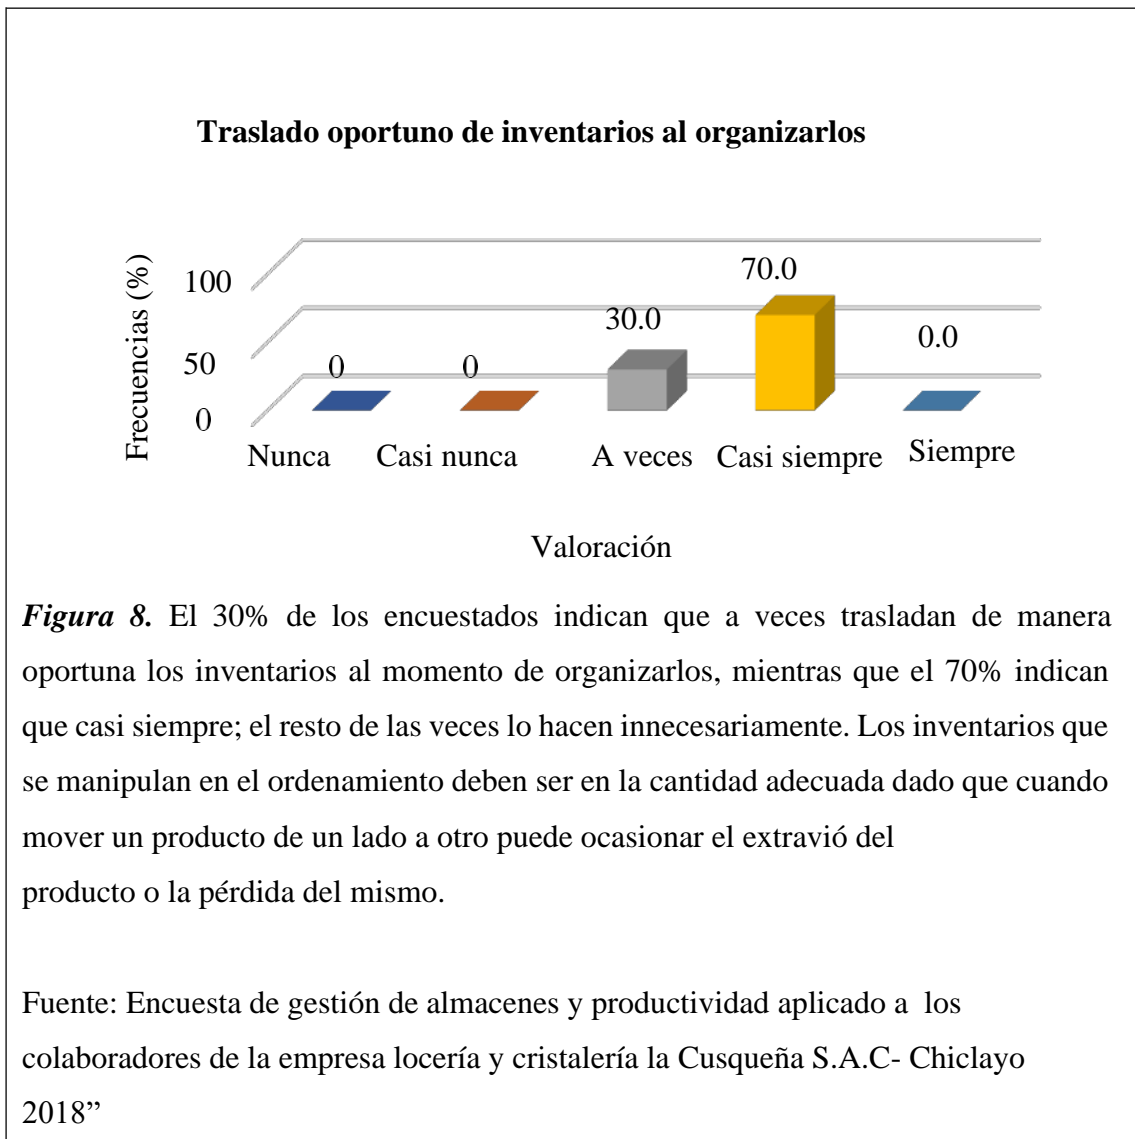 Traslado oportuno de inventarios al organizarlos
Frecuencias (%)
100
50
0
0
0
30.0
70.0
0.0
Nunca
Casi nunca
A veces
Casi siempre
Siempre
Valoración
Figura 8. El 30% de los encuestados indican que a veces trasladan de manera
oportuna los inventarios al momento de organizarlos, mientras que el 70% indican
que casi siempre; el resto de las veces lo hacen innecesariamente. Los inventarios que
se manipulan en el ordenamiento deben ser en la cantidad adecuada dado que cuando
mover un producto de un lado a otro puede ocasionar el extravió del
producto o la pérdida del mismo.
Fuente: Encuesta de gestión de almacenes y productividad aplicado a los
colaboradores de la empresa locería y cristalería la Cusqueña S.A.C- Chiclayo
2018”